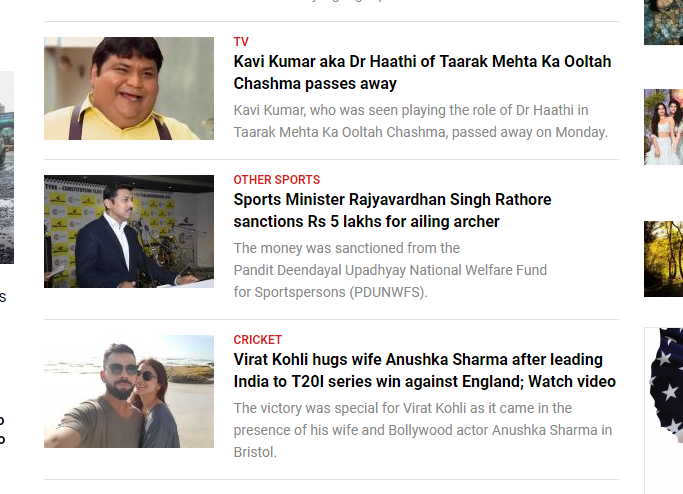 TV
Kavi Kumar aka Dr Haathi of Taarak Mehta Ka Ooltah
Chashma passes away
Kavi Kumar, who was seen playing the role of Dr Haathi in
Taarak Mehta Ka Ooltah Chashma, passed away on Monday.
TYRE - CONSTITUTION CLUB
OTHER SPORTS
Sports Minister Rajyavardhan Singh Rathore
sanctions Rs 5 lakhs for ailing archer
The money was sanctioned from the
Pandit Deendayal Upadhyay National Welfare Fund
for Sportspersons (PDUNWFS).
CRICKET
Virat Kohli hugs wife Anushka Sharma after leading
India to T20I series win against England; Watch video
The victory was special for Virat Kohli as it came in the
presence of his wife and Bollywood actor Anushka Sharma in
Bristol.